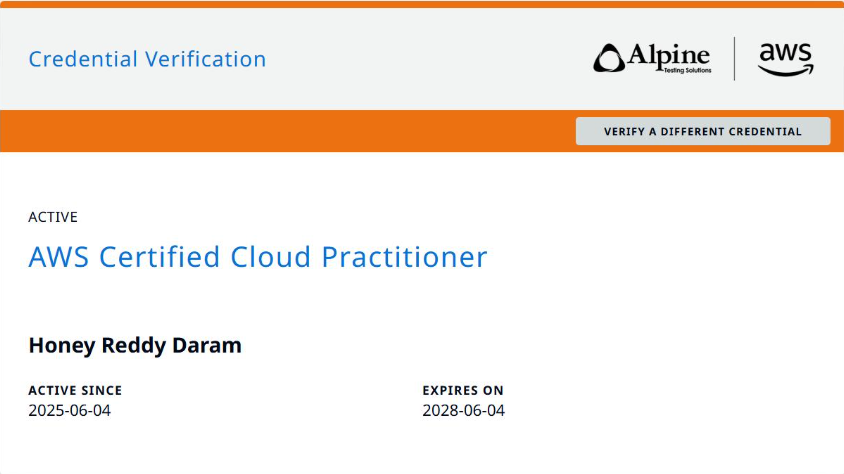 Credential Verification
Alpine
Testing Solutions
aws
VERIFY A DIFFERENT CREDENTIAL
ACTIVE
AWS Certified Cloud Practitioner
Honey Reddy Daram
ACTIVE SINCE
EXPIRES ON
2025-06-04
2028-06-04